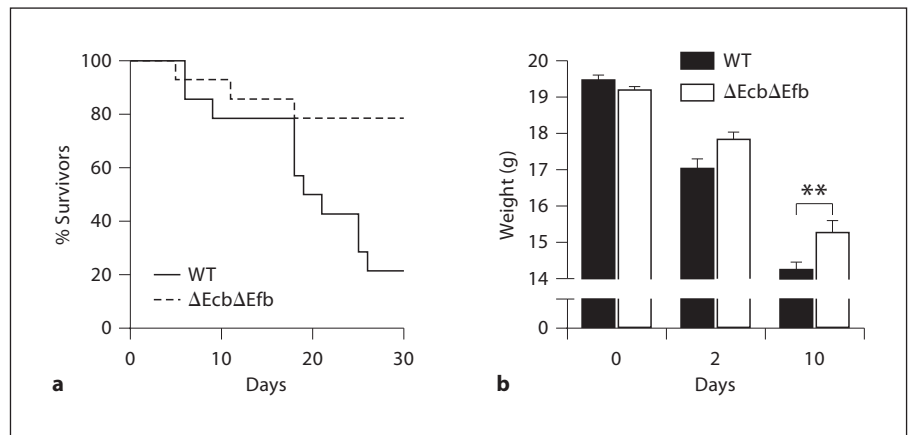 100
80
60
40
20
0
% Survivors
WT
ΔEcbΔEfb
0 10 20 30
Days
a
20
19
18
17
16
15
14
0
Weight (g)
WT
ΔEcbΔEfb
**
0 2 10
Days
b